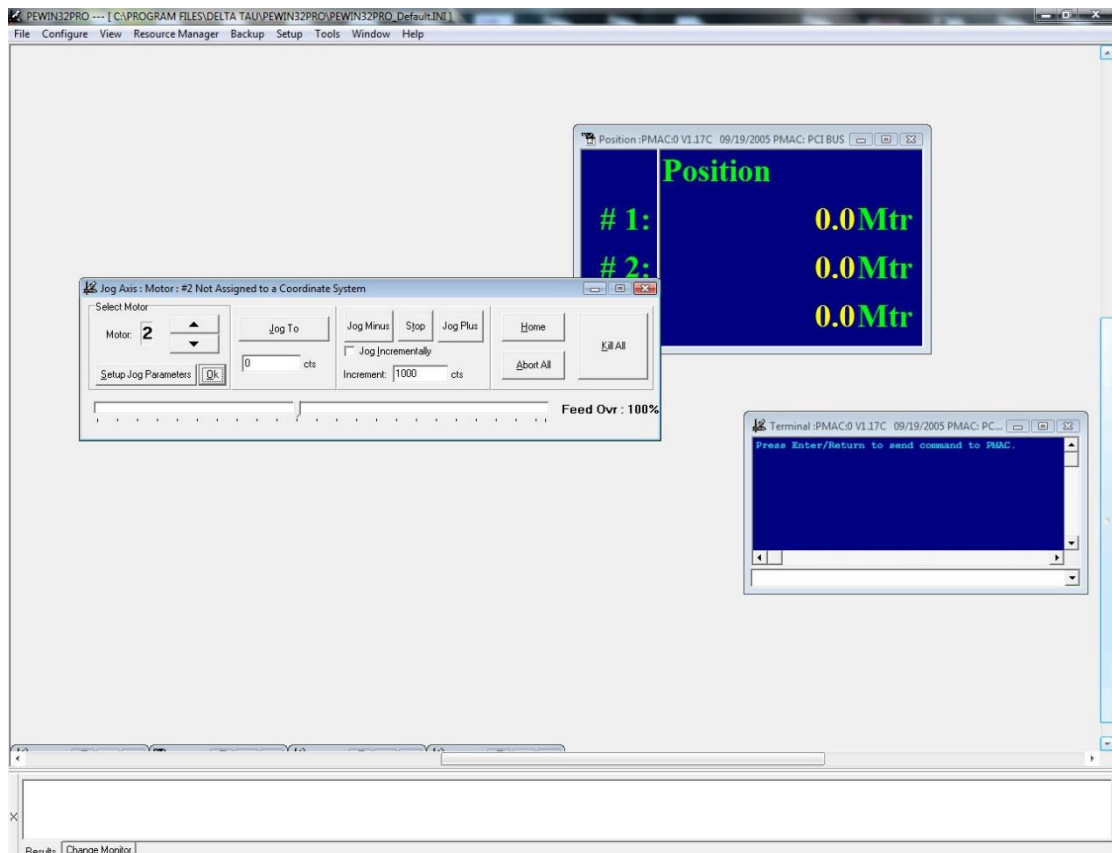 PEWIN32PRO --- [ C:\PROGRAM FILES\DELTA TAU\PEWIN32PRO\PEWIN32PRO_Default.INI ]
File Configure View Resource Manager Backup Setup Tools Window Help
Position :PMAC:0 V1.17C 09/19/2005 PMAC: PCI BUS
Position
# 1: 0.0Mtr
# 2: 0.0Mtr
0.0Mtr
Jog Axis : Motor : #2 Not Assigned to a Coordinate System
Select Motor
Motor: 2
Setup Jog Parameters Ok
Jog To
0 cts
Jog Minus Stop Jog Plus
Jog Incrementally
Increment: 1000 cts
Home
Abort All
Kill All
Feed Ovr : 100%
Terminal :PMAC:0 V1.17C 09/19/2005 PMAC: PC...
Press Enter/Return to send command to PMAC.
Results Change Monitor